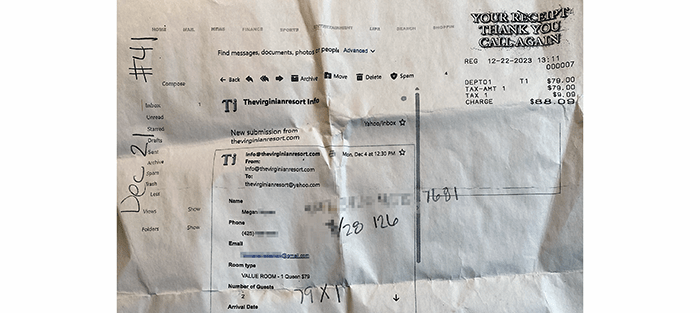 HOME MAIL NEWS FINANCE SPORTS ENTERTAINMENT LIFE SEARCH SHOPPING
YOUR RECEIPT
THANK YOU
CALL AGAIN
REG 12-22-2023 13:11
000007
DEPT01 T1 $79.00
TAX-AMT 1 $79.00
TAX 1 $9.09
CHARGE $88.09
#41
Dec 21
Find messages, documents, photos or people Advanced
Back Archive Move Delete Spam
Compose
Inbox 1
Unread
Starred
Drafts
Sent
Archive
Spam
Trash
Less
Views Show
Folders Show
TI Thevirginianresort Info
New submission from
thevirginianresort.com
Yahoo/Inbox
TI info@thevirginianresort.com
Mon, Dec 4 at 12:30 PM
From:
info@thevirginianresort.com
To:
thevirginianresort@yahoo.com
Name
Megan
7681
Phone
(425)
/28 126
Email
@gmail.com
Room type
VALUE ROOM - 1 Queen $79
Number of Guests
2
79 X 1
Arrival Date